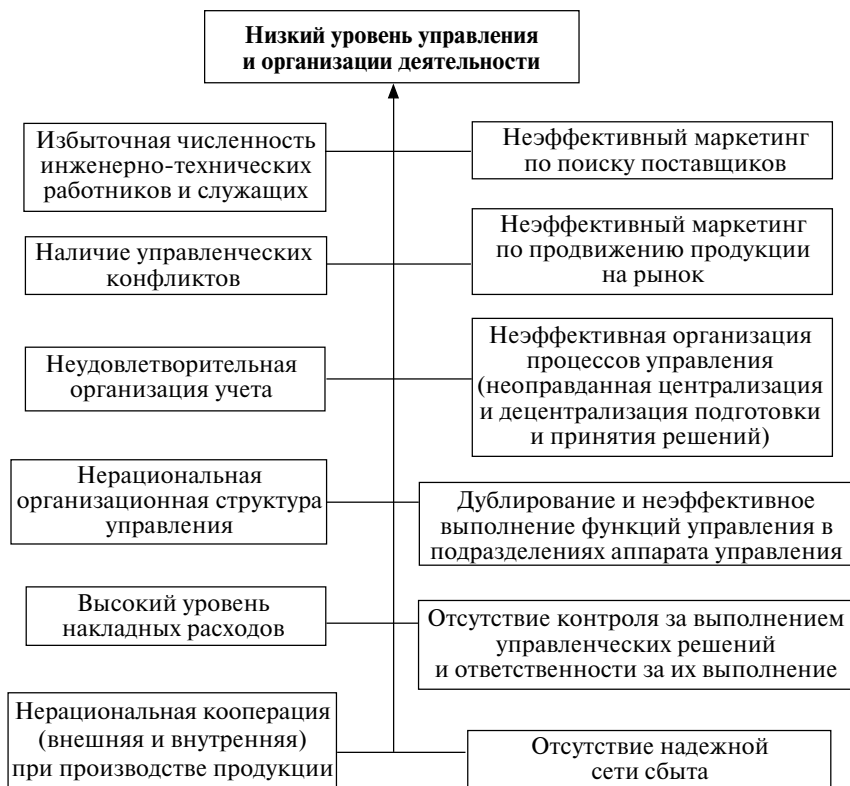 Низкий уровень управления
и организации деятельности
Избыточная численность
инженерно-технических
работников и служащих
Неэффективный маркетинг
по поиску поставщиков
Наличие управленческих
конфликтов
Неэффективный маркетинг
по продвижению продукции
на рынок
Неудовлетворительная
организация учета
Неэффективная организация
процессов управления
(неоправданная централизация
и децентрализация подготовки
и принятия решений)
Нерациональная
организационная структура
управления
Дублирование и неэффективное
выполнение функций управления в
подразделениях аппарата управления
Высокий уровень
накладных расходов
Отсутствие контроля за выполнением
управленческих решений
и ответственности за их выполнение
Нерациональная кооперация
(внешняя и внутренняя)
при производстве продукции
Отсутствие надежной
сети сбыта